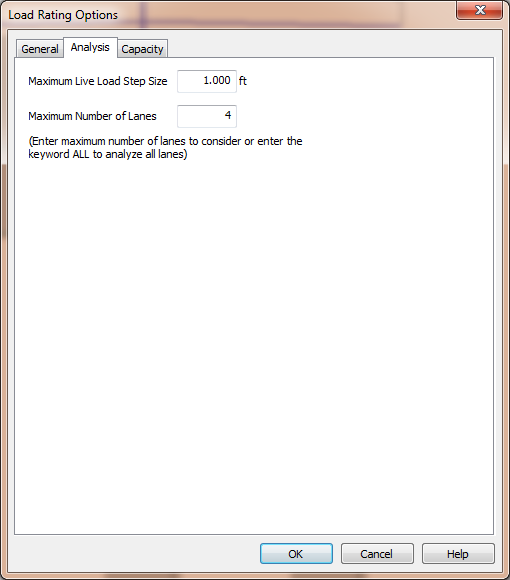 Load Rating Options
General Analysis Capacity
Maximum Live Load Step Size 1.000 ft
Maximum Number of Lanes 4
(Enter maximum number of lanes to consider or enter the
keyword ALL to analyze all lanes)
OK Cancel Help